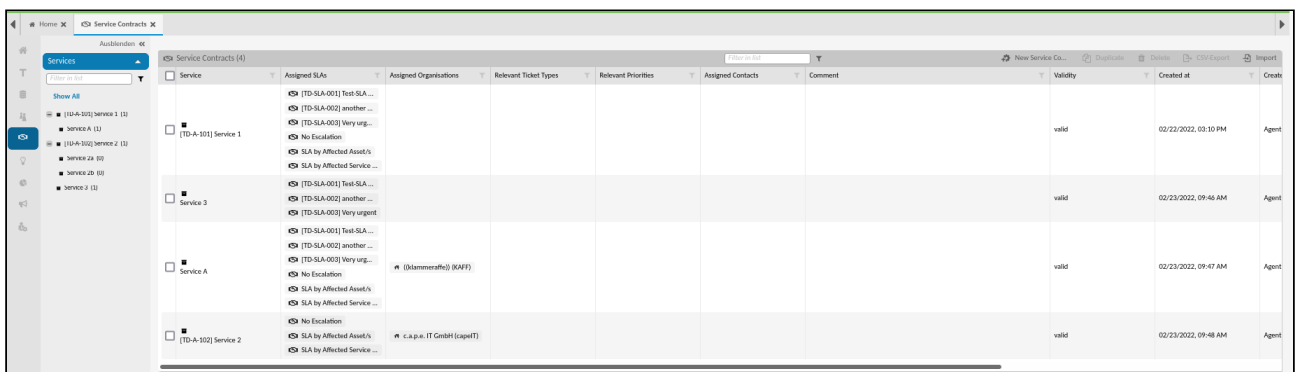 Home
Service Contracts
Ausblenden
Services
Filter in list
Show All
[TD-A-101] Service 1 (1)
Service A (1)
[TD-A-102] Service 2 (1)
Service 2a (0)
Service 2b (0)
Service 3 (1)
Service Contracts (4)
Filter in list
New Service Co... Duplicate Delete CSV-Export Import
Service Assigned SLAs Assigned Organisations Relevant Ticket Types Relevant Priorities Assigned Contacts Comment Validity Created at Create
[TD-A-101] Service 1
[TD-SLA-001] Test-SLA ...
[TD-SLA-002] another ...
[TD-SLA-003] Very urg...
No Escalation
SLA by Affected Asset/s
SLA by Affected Service ...
valid 02/22/2022, 03:10 PM Agent
Service 3
[TD-SLA-001] Test-SLA ...
[TD-SLA-002] another ...
[TD-SLA-003] Very urgent
valid 02/23/2022, 09:46 AM Agent
Service A
[TD-SLA-001] Test-SLA ...
[TD-SLA-002] another ...
[TD-SLA-003] Very urg...
No Escalation
SLA by Affected Asset/s
SLA by Affected Service ...
((klammeraffe)) (KAFF)
valid 02/23/2022, 09:47 AM Agent
[TD-A-102] Service 2
No Escalation
SLA by Affected Asset/s
SLA by Affected Service ...
c.a.p.e. IT GmbH (capeIT)
valid 02/23/2022, 09:48 AM Agent